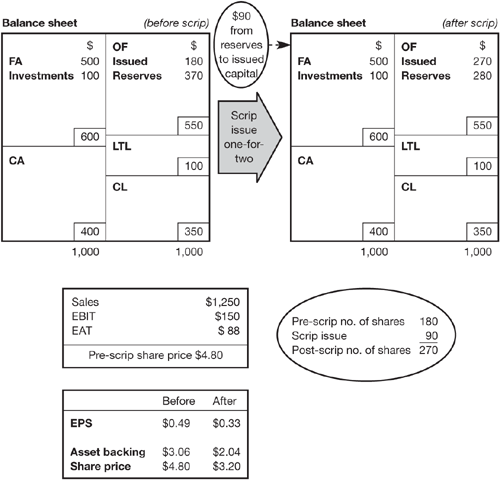 Balance sheet (before scrip)
$ OF $
FA 500 Issued 180
Investments 100 Reserves 370
550
600
LTL
100
CA
CL
400 350
1,000 1,000
$90
from
reserves
to issued
capital
Scrip
issue
one-for-
two
Balance sheet (after scrip)
$ OF $
FA 500 Issued 270
Investments 100 Reserves 280
550
600
LTL
100
CA
CL
400 350
1,000 1,000
Sales $1,250
EBIT $150
EAT $ 88
Pre-scrip share price $4.80
Pre-scrip no. of shares 180
Scrip issue 90
Post-scrip no. of shares 270
Before After
EPS $0.49 $0.33
Asset backing $3.06 $2.04
Share price $4.80 $3.20